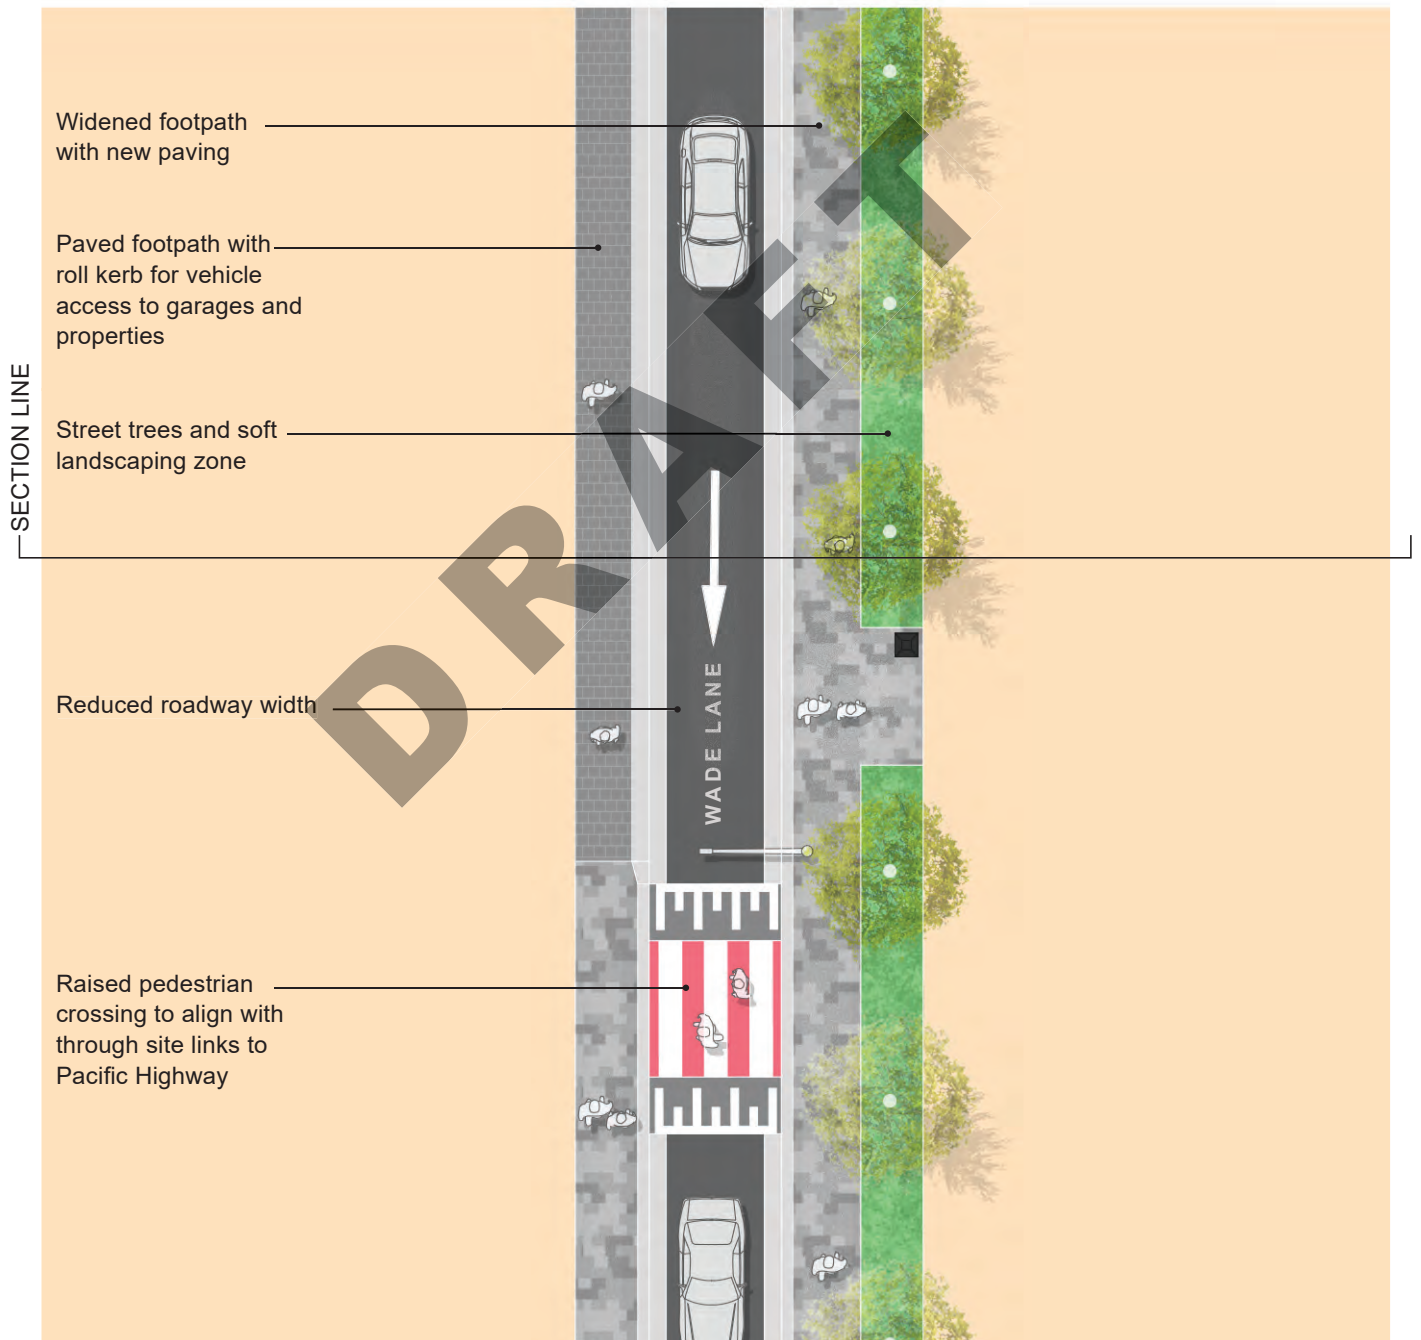 Widened footpath
with new paving
Paved footpath with
roll kerb for vehicle
access to garages and
properties
Street trees and soft
landscaping zone
SECTION LINE
Reduced roadway width
WADE LANE
Raised pedestrian
crossing to align with
through site links to
Pacific Highway
DRAFT